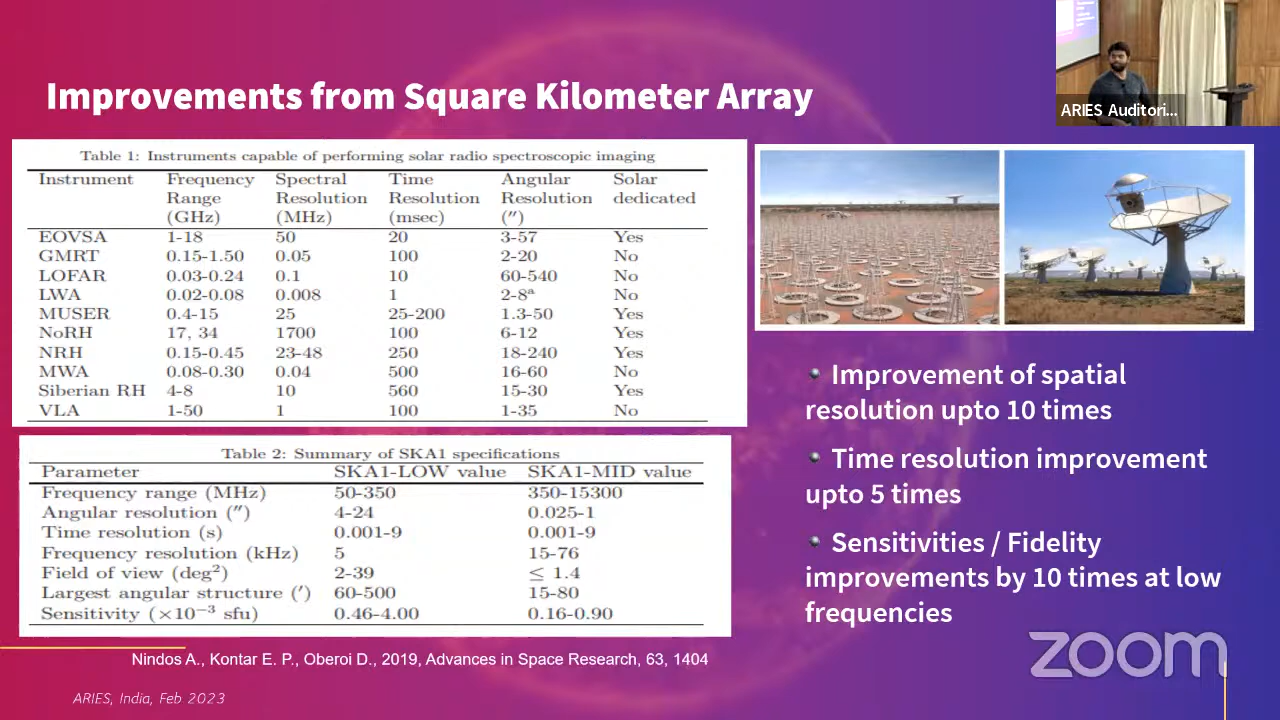 Improvements from Square Kilometer Array
ARIES Auditori...
Table 1: Instruments capable of performing solar radio spectroscopic imaging
Instrument Frequency Spectral Time Angular Solar
Range Resolution Resolution Resolution dedicated
(GHz) (MHz) (msec) (″)
EOVSA 1-18 50 20 3-57 Yes
GMRT 0.15-1.50 0.05 100 2-20 No
LOFAR 0.03-0.24 0.1 10 60-540 No
LWA 0.02-0.08 0.008 1 2-8ᵃ No
MUSER 0.4-15 25 25-200 1.3-50 Yes
NoRH 17, 34 1700 100 6-12 Yes
NRH 0.15-0.45 23-48 250 18-240 Yes
MWA 0.08-0.30 0.04 500 16-60 No
Siberian RH 4-8 10 560 15-30 Yes
VLA 1-50 1 100 1-35 No
Table 2: Summary of SKA1 specifications
Parameter SKA1-LOW value SKA1-MID value
Frequency range (MHz) 50-350 350-15300
Angular resolution (″) 4-24 0.025-1
Time resolution (s) 0.001-9 0.001-9
Frequency resolution (kHz) 5 15-76
Field of view (deg²) 2-39 ≤ 1.4
Largest angular structure (′) 60-500 15-80
Sensitivity (×10⁻³ sfu) 0.46-4.00 0.16-0.90
Nindos A., Kontar E. P., Oberoi D., 2019, Advances in Space Research, 63, 1404
Improvement of spatial
resolution upto 10 times
Time resolution improvement
upto 5 times
Sensitivities / Fidelity
improvements by 10 times at low
frequencies
zoom
ARIES, India, Feb 2023